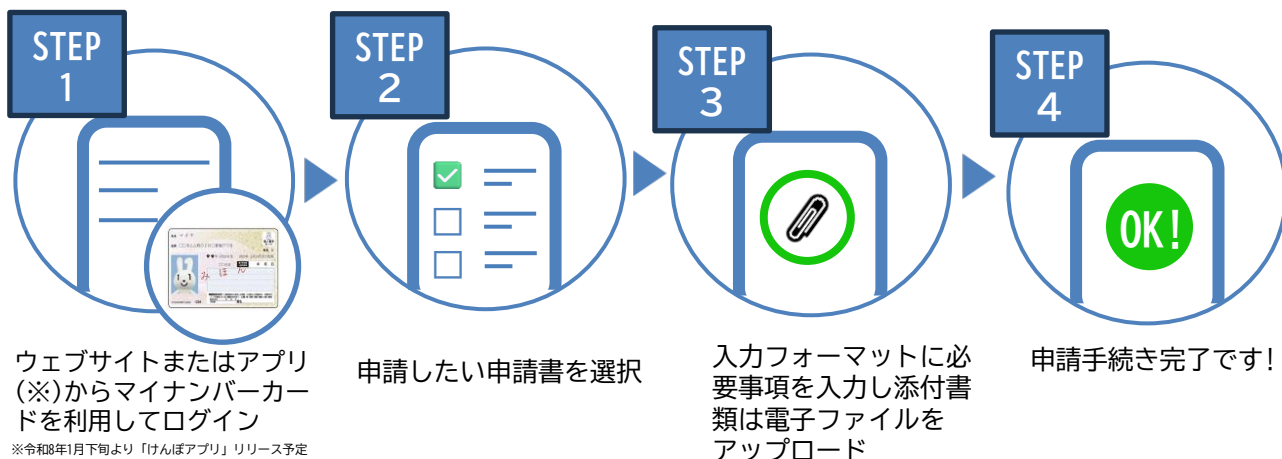 STEP
1
みほん
ウェブサイトまたはアプリ
(※)からマイナンバーカー
ドを利用してログイン
※令和8年1月下旬より「けんぽアプリ」リリース予定
STEP
2
申請したい申請書を選択
STEP
3
入力フォーマットに必
要事項を入力し添付書
類は電子ファイルを
アップロード
STEP
4
OK!
申請手続き完了です!